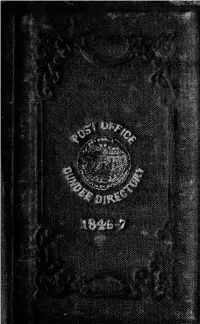 POST OFFICE
DUNDEE DIRECTORY
1846-7